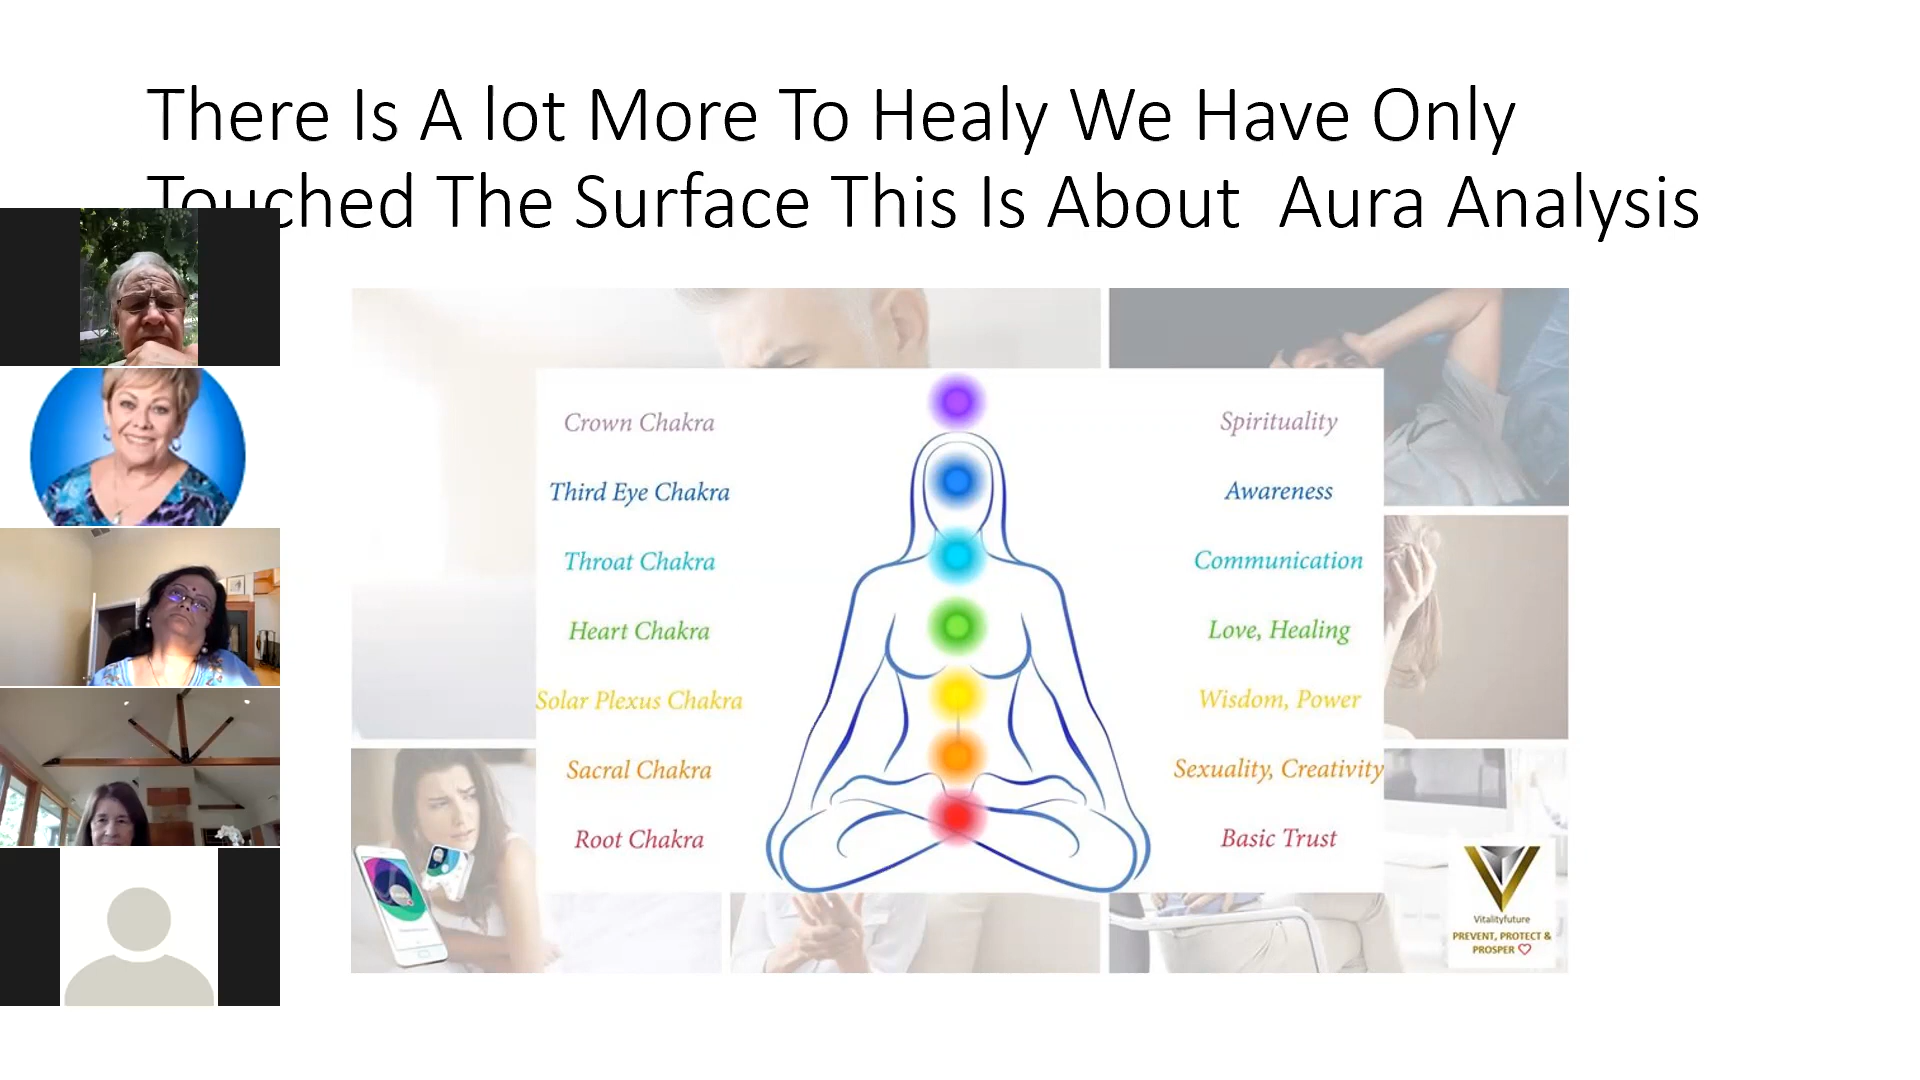 There Is A lot More To Healy We Have Only
Touched The Surface This Is About  Aura Analysis
Crown Chakra
Spirituality
Third Eye Chakra
Awareness
Throat Chakra
Communication
Heart Chakra
Love, Healing
Solar Plexus Chakra
Wisdom, Power
Sacral Chakra
Sexuality, Creativity
Root Chakra
Basic Trust
Vitalityfuture
PREVENT, PROTECT &
PROSPER